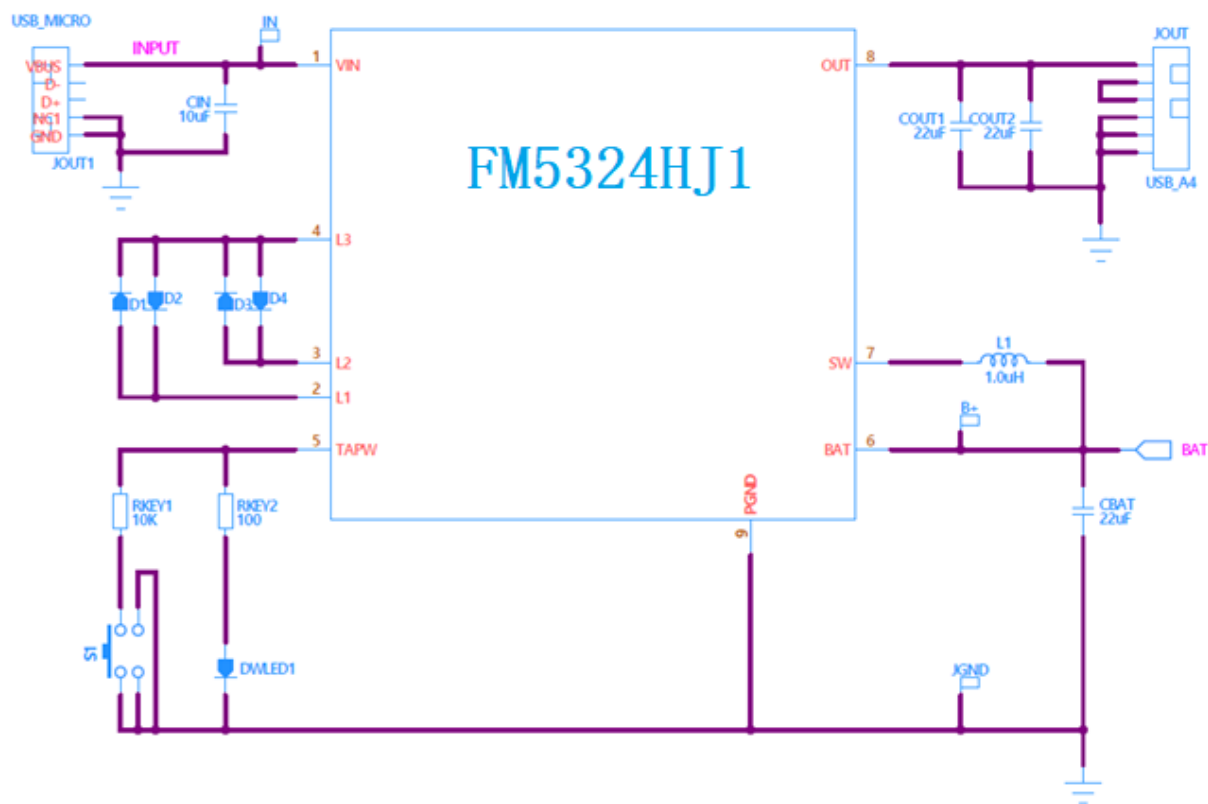 USB_MICRO
IN
JOUT
INPUT
1
VIN
OUT
8
VBUS
D-
D+
NC1
GND
CIN
10uF
COUT1
22uF
COUT2
22uF
JOUT1
FM5324HJ1
USB_A4
4
L3
D1
D2
D3
D4
3
L2
2
L1
SW
7
L1
1.0uH
B+
5
TAPW
BAT
6
BAT
RKEY1
10K
RKEY2
100
PGND
9
CBAT
22uF
S1
DWLED1
JGND